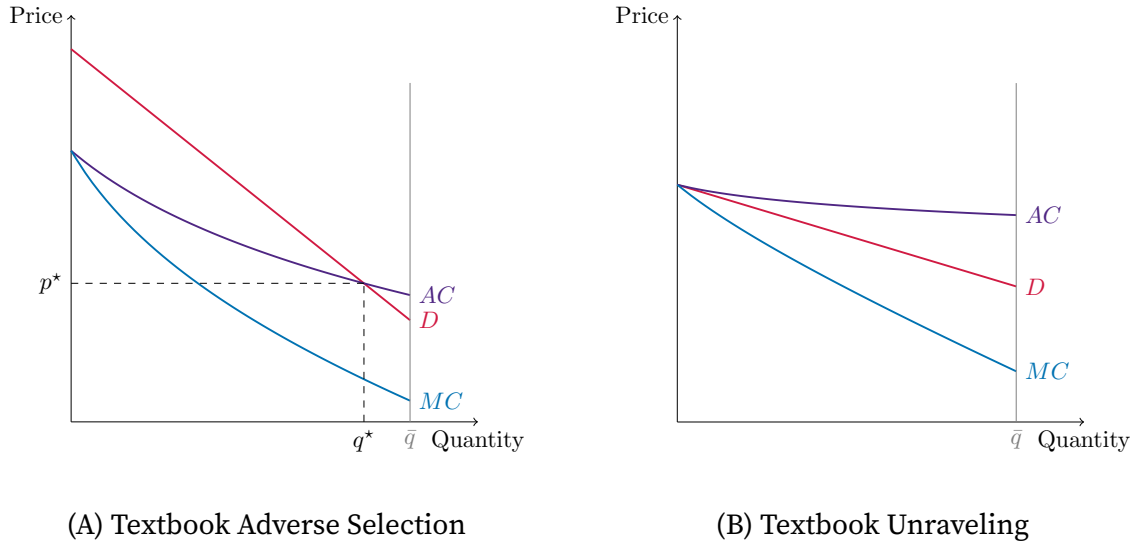 Price
AC
D
MC
p*
q*
q̄
Quantity
(A) Textbook Adverse Selection
Price
AC
D
MC
q̄
Quantity
(B) Textbook Unraveling